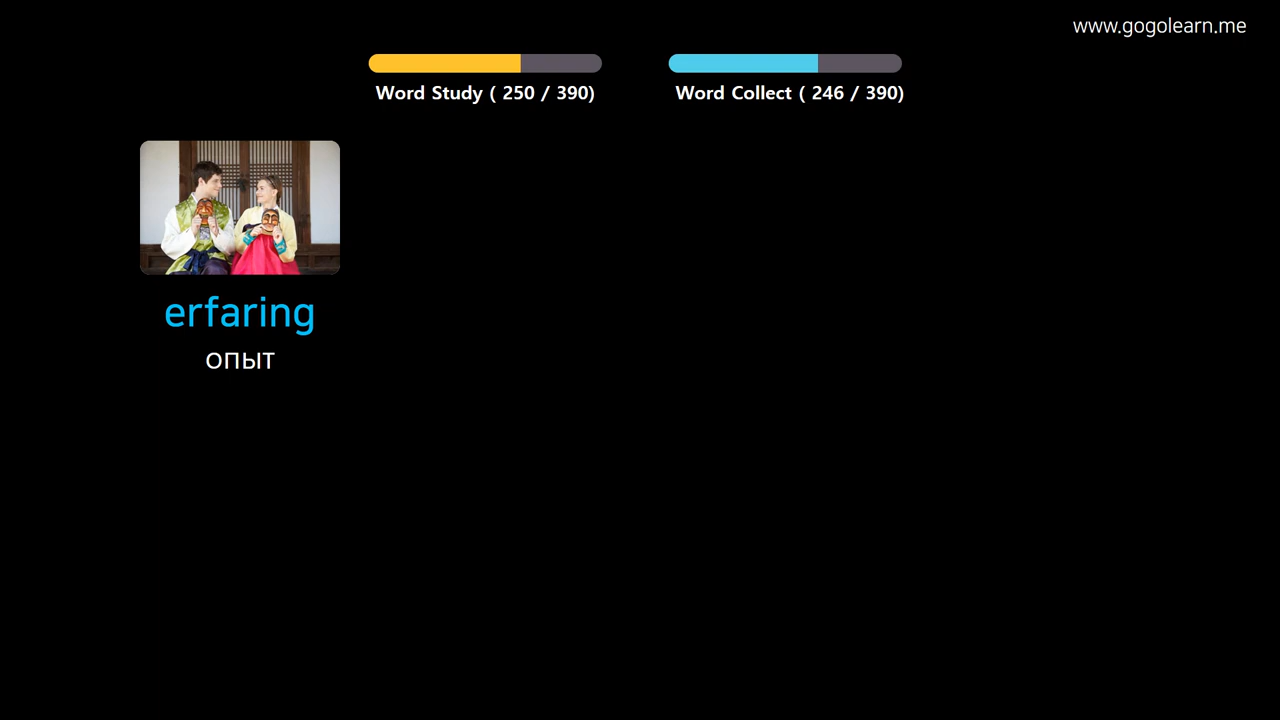 www.gogolearn.me
Word Study ( 250 / 390)
Word Collect ( 246 / 390)
erfaring
опыт